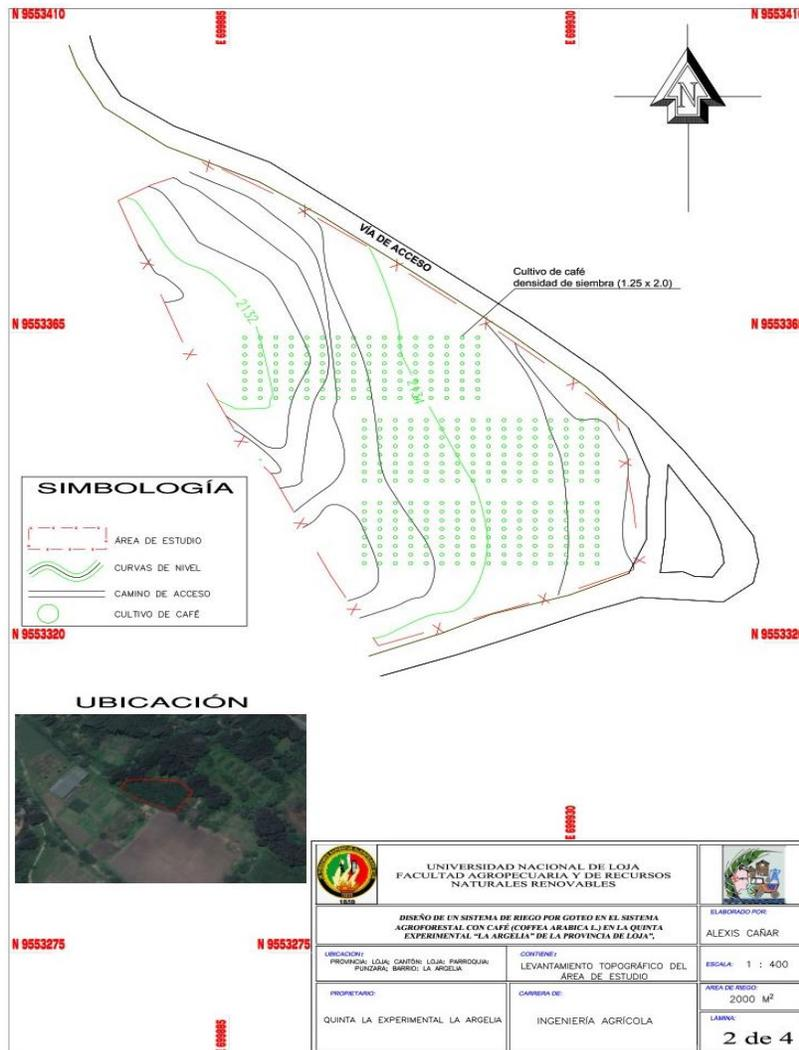 N 9553410
E 699885
E 699930
N 9553410
N
VÍA DE ACCESO
Cultivo de café
densidad de siembra (1.25 x 2.0)
N 9553365
N 9553365
2132
2134
SIMBOLOGÍA
ÁREA DE ESTUDIO
CURVAS DE NIVEL
CAMINO DE ACCESO
CULTIVO DE CAFÉ
N 9553320
N 9553320
UBICACIÓN
E 699930
N 9553275
N 9553275
E 699885
1859
UNIVERSIDAD NACIONAL DE LOJA
FACULTAD AGROPECUARIA Y DE RECURSOS
NATURALES RENOVABLES
DISEÑO DE UN SISTEMA DE RIEGO POR GOTEO EN EL SISTEMA
AGROFORESTAL CON CAFÉ (COFFEA ARABICA L.) EN LA QUINTA
EXPERIMENTAL "LA ARGELIA" DE LA PROVINCIA DE LOJA",
ELABORADO POR:
ALEXIS CAÑAR
UBICACION:
PROVINCIA: LOJA; CANTÓN: LOJA; PARROQUIA:
PUNZARA; BARRIO: LA ARGELIA
CONTIENE:
LEVANTAMIENTO TOPOGRÁFICO DEL
ÁREA DE ESTUDIO
ESCALA: 1 : 400
AREA DE RIEGO:
2000 M²
PROPIETARIO:
QUINTA LA EXPERIMENTAL LA ARGELIA
CARRERA DE:
INGENIERÍA AGRÍCOLA
LAMINA:
2 de 4